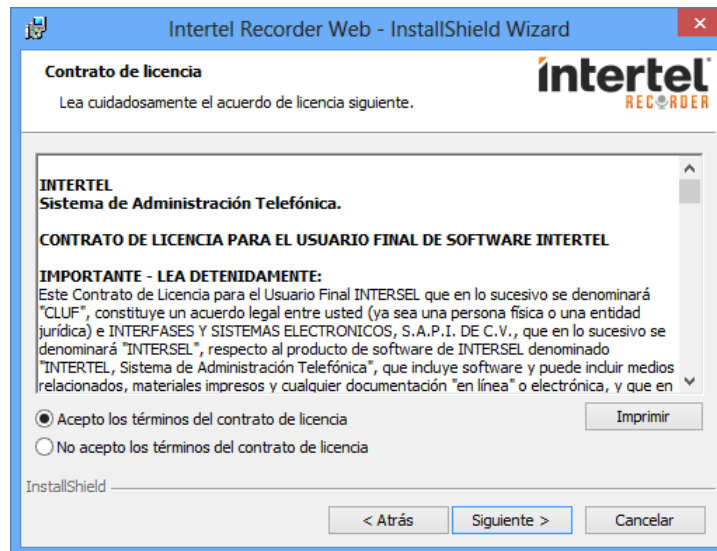 Intertel Recorder Web - InstallShield Wizard
Contrato de licencia
Lea cuidadosamente el acuerdo de licencia siguiente.
intertel
RECORDER
INTERTEL
Sistema de Administración Telefónica.
CONTRATO DE LICENCIA PARA EL USUARIO FINAL DE SOFTWARE INTERTEL
IMPORTANTE - LEA DETENIDAMENTE:
Este Contrato de Licencia para el Usuario Final INTERSEL que en lo sucesivo se denominará
"CLUF", constituye un acuerdo legal entre usted (ya sea una persona física o una entidad
jurídica) e INTERFASES Y SISTEMAS ELECTRONICOS, S.A.P.I. DE C.V., que en lo sucesivo se
denominará "INTERSEL", respecto al producto de software de INTERSEL denominado
"INTERTEL, Sistema de Administración Telefónica", que incluye software y puede incluir medios
relacionados, materiales impresos y cualquier documentación "en línea" o electrónica, y que en
Acepto los términos del contrato de licencia
Imprimir
No acepto los términos del contrato de licencia
InstallShield
< Atrás
Siguiente >
Cancelar